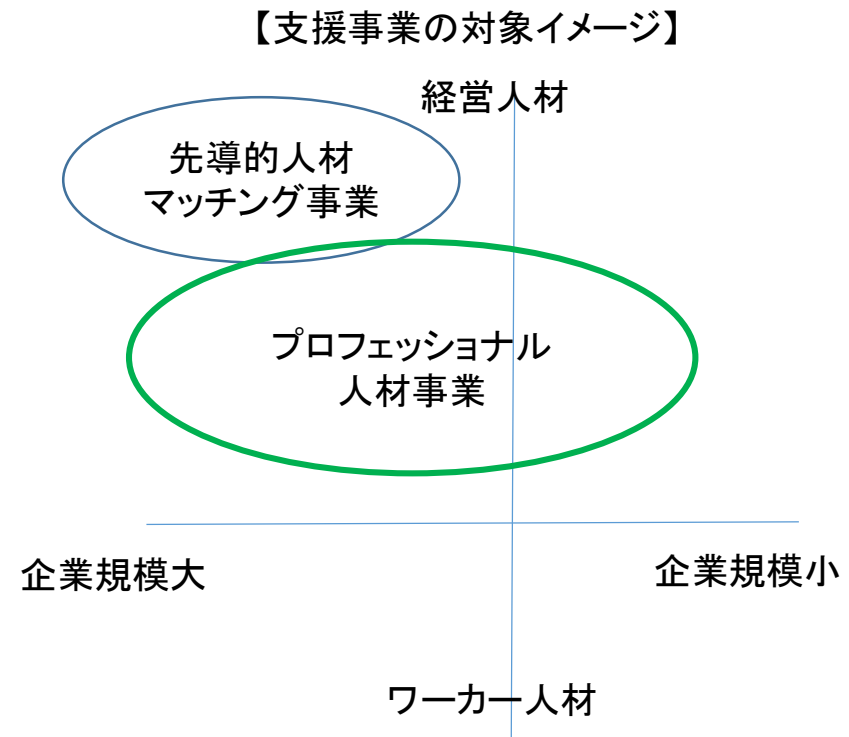 【支援事業の対象イメージ】
経営人材
先導的人材
マッチング事業
プロフェッショナル
人材事業
企業規模大
企業規模小
ワーカー人材